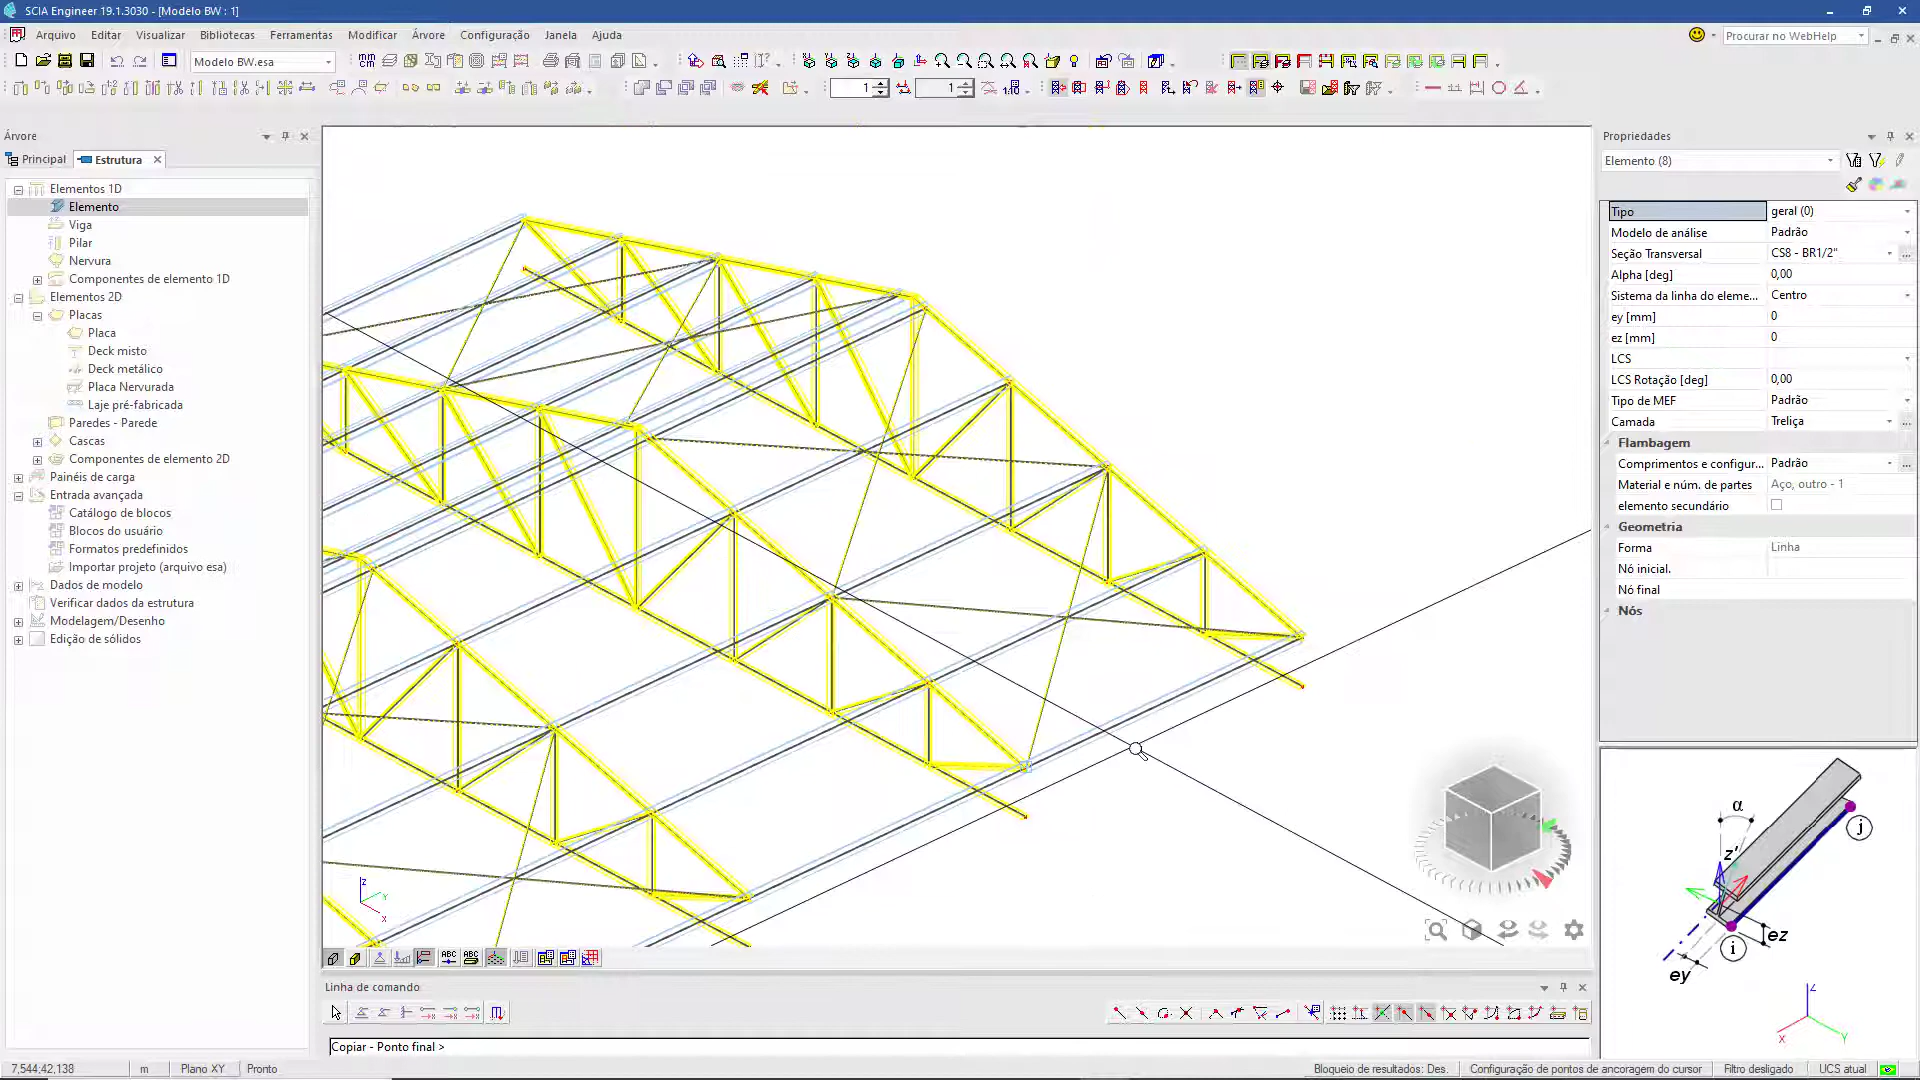 SCIA Engineer 19.1.3030 - [Modelo BW : 1]
Arquivo Editar Visualizar Bibliotecas Ferramentas Modificar Árvore Configuração Janela Ajuda
Procurar no WebHelp
Modelo BW.esa
1 1
Árvore
Principal Estrutura
Elementos 1D
Elemento
Viga
Pilar
Nervura
Componentes de elemento 1D
Elementos 2D
Placas
Placa
Deck misto
Deck metálico
Placa Nervurada
Laje pré-fabricada
Paredes - Parede
Cascas
Componentes de elemento 2D
Painéis de carga
Entrada avançada
Catálogo de blocos
Blocos do usuário
Formatos predefinidos
Importar projeto (arquivo esa)
Dados de modelo
Verificar dados da estrutura
Modelagem/Desenho
Edição de sólidos
z
Y
X
ABC ABC
Propriedades
Elemento (8)
Tipo geral (0)
Modelo de análise Padrão
Seção Transversal CS8 - BR1/2"
Alpha [deg] 0,00
Sistema da linha do eleme... Centro
ey [mm] 0
ez [mm] 0
LCS
LCS Rotação [deg] 0,00
Tipo de MEF Padrão
Camada Treliça
Flambagem
Comprimentos e configur... Padrão
Material e núm. de partes Aço, outro - 1
elemento secundário
Geometria
Forma Linha
Nó inicial.
Nó final
Nós
α
j
z'
i
ez
ey
Z
X
Y
Linha de comando
Copiar - Ponto final >
7,544;42,138 m Plano XY Pronto
Bloqueio de resultados: Des. Configuração de pontos de ancoragem do cursor Filtro desligado UCS atual